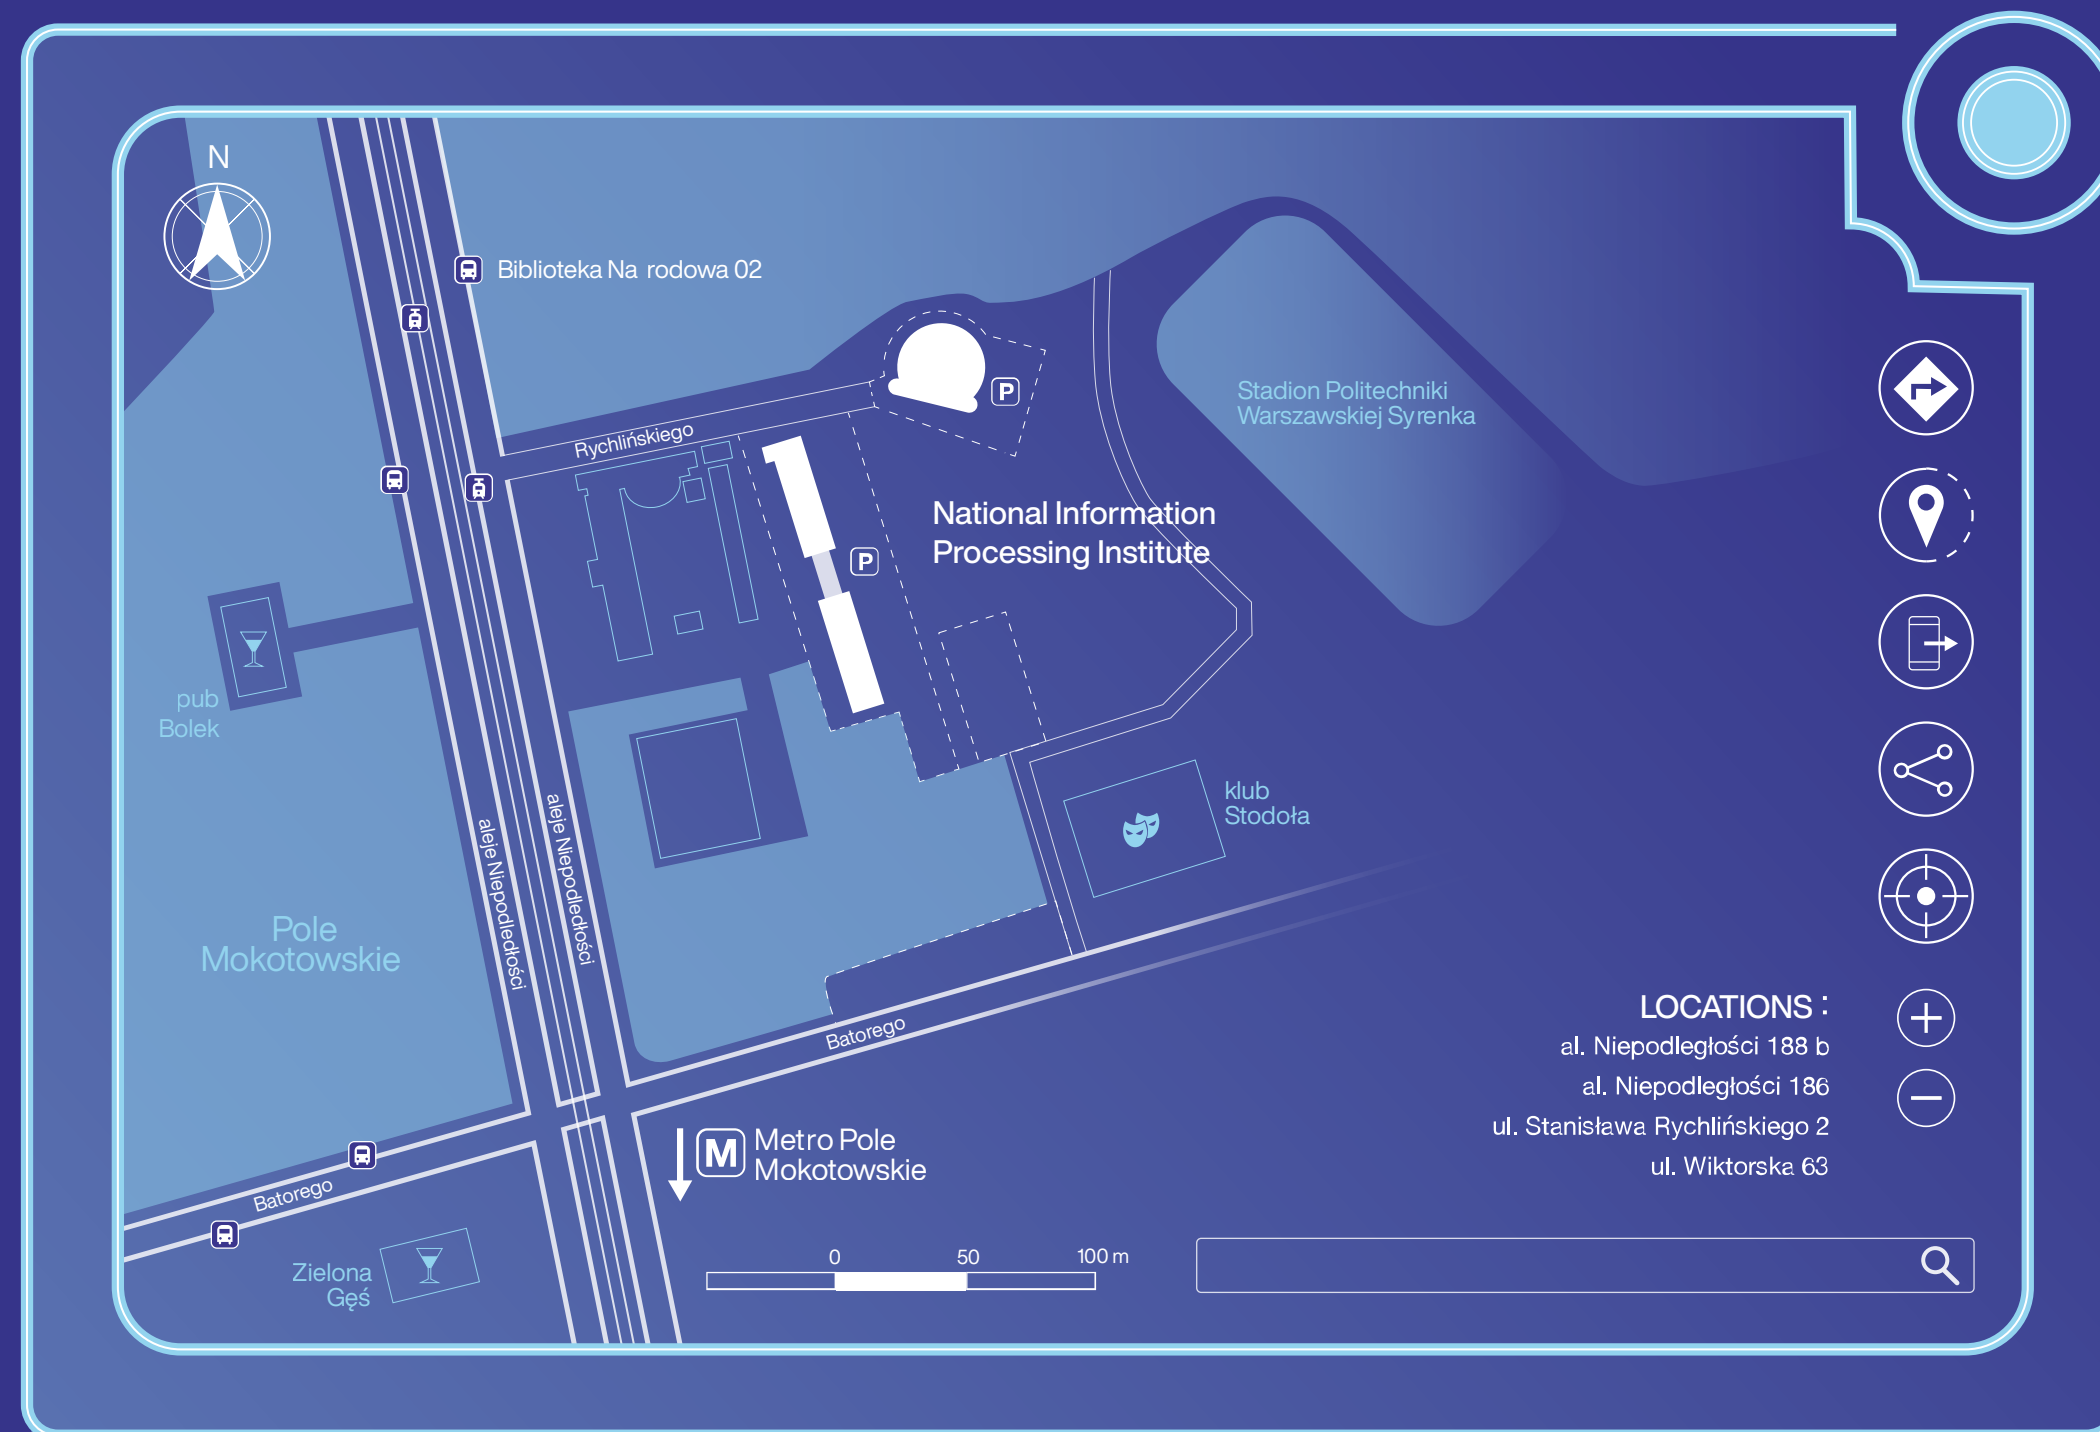 N
Biblioteka Na rodowa 02
Rychlińskiego
P
Stadion Politechniki
Warszawskiej Syrenka
National Information
Processing Institute
P
pub
Bolek
klub
Stodoła
aleje Niepodledłości
aleje Niepodledłości
Pole
Mokotowskie
Batorego
LOCATIONS :
al. Niepodległości 188 b
al. Niepodległości 186
ul. Stanisława Rychlińskiego 2
ul. Wiktorska 63
M Metro Pole
Mokotowskie
Batorego
Zielona
Gęś
0 50 100 m